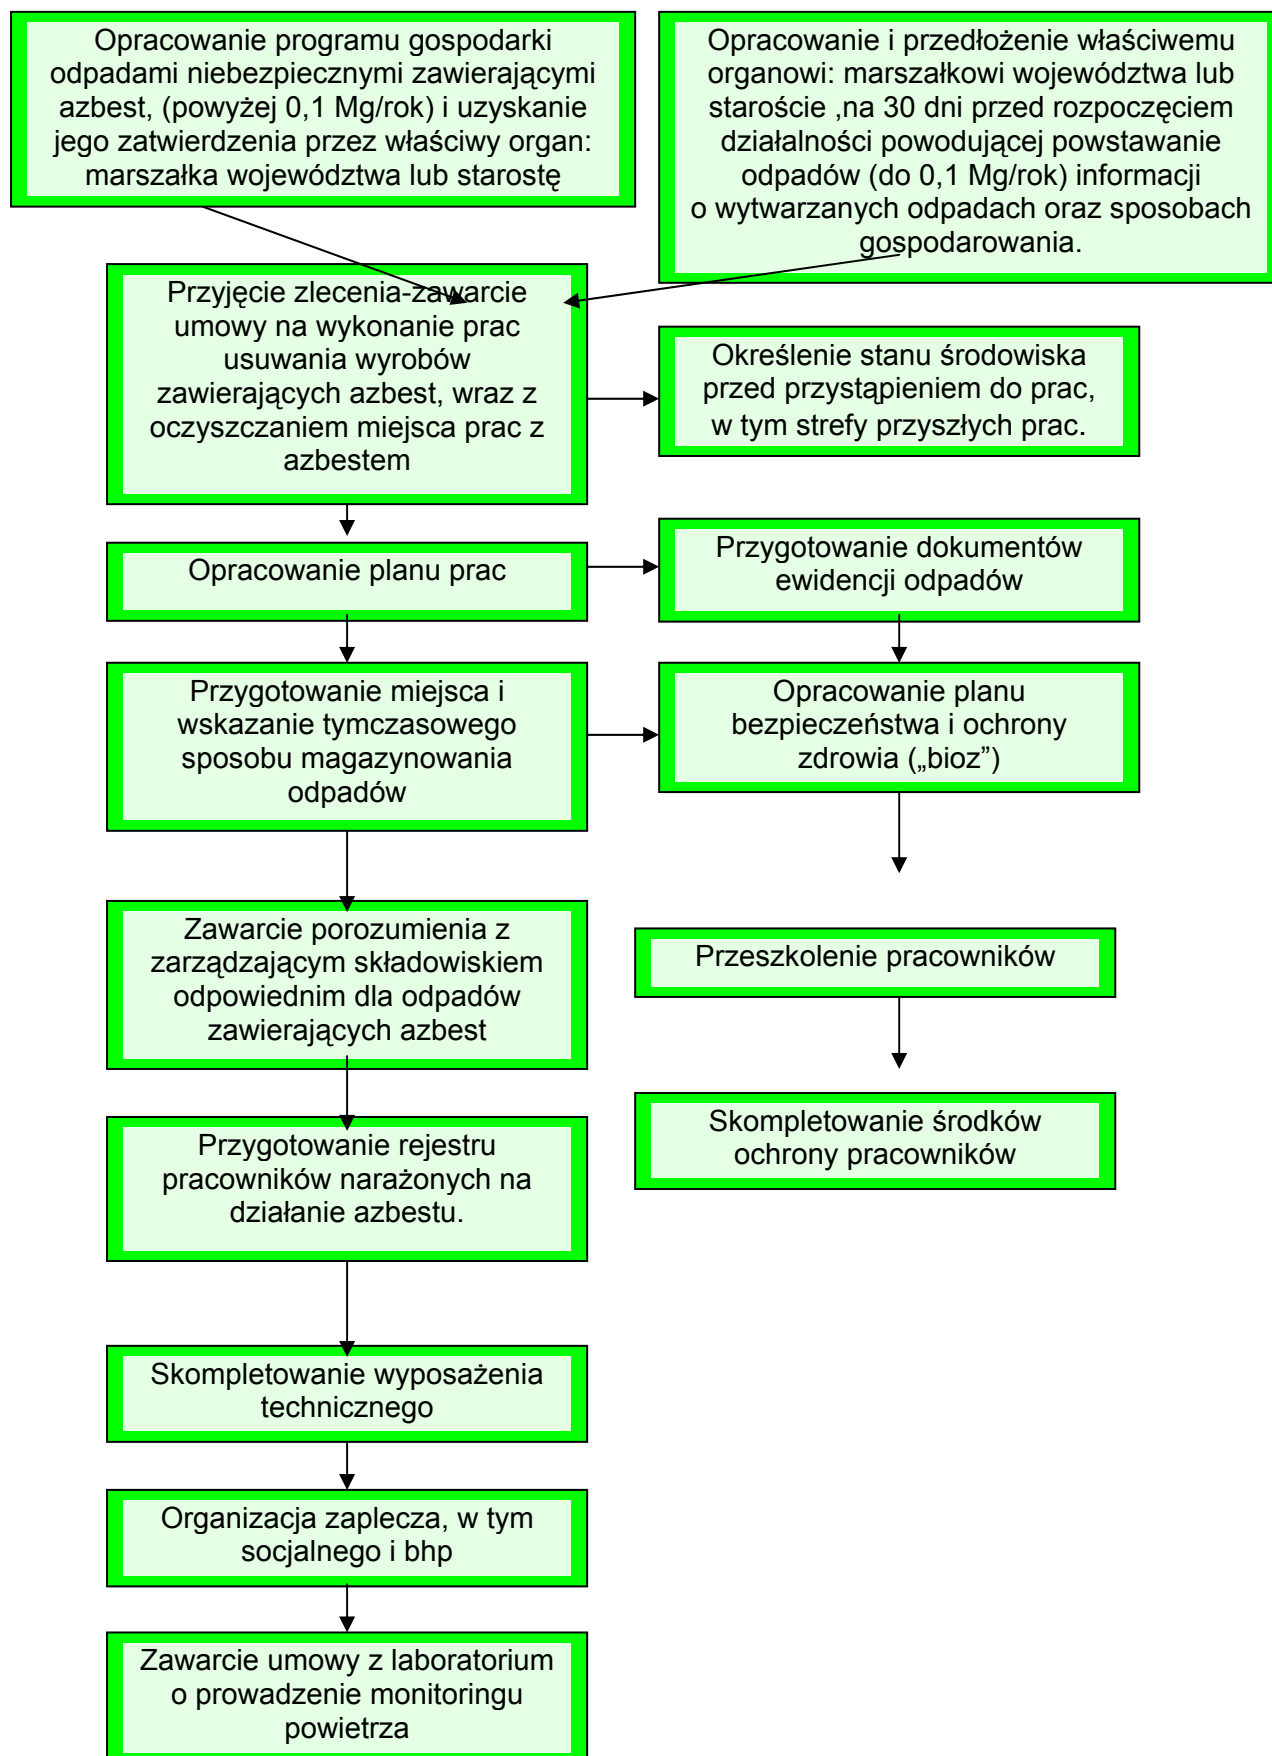 Opracowanie programu gospodarki
odpadami niebezpiecznymi zawierającymi
azbest, (powyżej 0,1 Mg/rok) i uzyskanie
jego zatwierdzenia przez właściwy organ:
marszałka województwa lub starostę
Opracowanie i przedłożenie właściwemu
organowi: marszałkowi województwa lub
staroście ,na 30 dni przed rozpoczęciem
działalności powodującej powstawanie
odpadów (do 0,1 Mg/rok) informacji
o wytwarzanych odpadach oraz sposobach
gospodarowania.
Przyjęcie zlecenia-zawarcie
umowy na wykonanie prac
usuwania wyrobów
zawierających azbest, wraz z
oczyszczaniem miejsca prac z
azbestem
Określenie stanu środowiska
przed przystąpieniem do prac,
w tym strefy przyszłych prac.
Opracowanie planu prac
Przygotowanie dokumentów
ewidencji odpadów
Przygotowanie miejsca i
wskazanie tymczasowego
sposobu magazynowania
odpadów
Opracowanie planu
bezpieczeństwa i ochrony
zdrowia („bioz”)
Zawarcie porozumienia z
zarządzającym składowiskiem
odpowiednim dla odpadów
zawierających azbest
Przeszkolenie pracowników
Przygotowanie rejestru
pracowników narażonych na
działanie azbestu.
Skompletowanie środków
ochrony pracowników
Skompletowanie wyposażenia
technicznego
Organizacja zaplecza, w tym
socjalnego i bhp
Zawarcie umowy z laboratorium
o prowadzenie monitoringu
powietrza